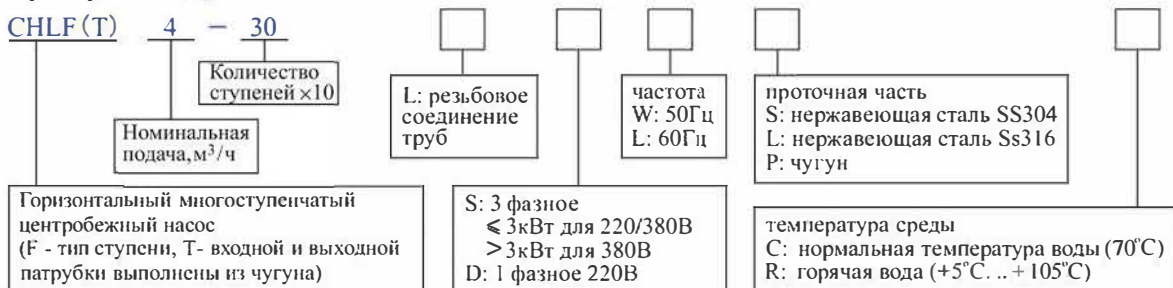 CHLF(T) 4 - 30
Количество
ступеней ×10
Номинальная
подача,м³/ч
Горизонтальный многоступенчатый
центробежный насос
(F - тип ступени, Т- входной и выходной
патрубки выполнены из чугуна)
L: резьбовое
соединение
труб
S: 3 фазное
⩽ 3кВт для 220/380В
>3кВт для 380В
D: 1 фазное 220В
частота
W: 50Гц
L: 60Гц
проточная часть
S: нержавеющая сталь SS304
L: нержавеющая сталь Ss316
P: чугун
температура среды
C: нормальная температура воды (70°C)
R: горячая вода (+5°C. .. +105°C)